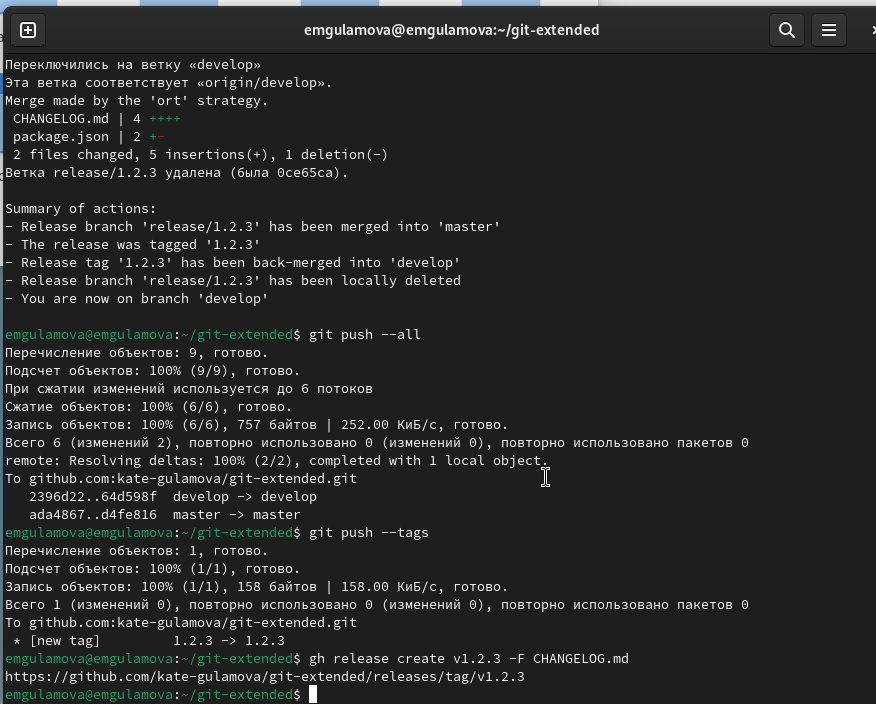 emgulamova@emgulamova:~/git-extended
Переключились на ветку «develop»
Эта ветка соответствует «origin/develop».
Merge made by the 'ort' strategy.
 CHANGELOG.md | 4 ++++
 package.json | 2 +-
 2 files changed, 5 insertions(+), 1 deletion(-)
Ветка release/1.2.3 удалена (была 0ce65ca).

Summary of actions:
- Release branch 'release/1.2.3' has been merged into 'master'
- The release was tagged '1.2.3'
- Release tag '1.2.3' has been back-merged into 'develop'
- Release branch 'release/1.2.3' has been locally deleted
- You are now on branch 'develop'

emgulamova@emgulamova:~/git-extended$ git push --all
Перечисление объектов: 9, готово.
Подсчет объектов: 100% (9/9), готово.
При сжатии изменений используется до 6 потоков
Сжатие объектов: 100% (6/6), готово.
Запись объектов: 100% (6/6), 757 байтов | 252.00 КиБ/с, готово.
Всего 6 (изменений 2), повторно использовано 0 (изменений 0), повторно использовано пакетов 0
remote: Resolving deltas: 100% (2/2), completed with 1 local object.
To github.com:kate-gulamova/git-extended.git
   2396d22..64d598f  develop -> develop
   ada4867..d4fe816  master -> master
emgulamova@emgulamova:~/git-extended$ git push --tags
Перечисление объектов: 1, готово.
Подсчет объектов: 100% (1/1), готово.
Запись объектов: 100% (1/1), 158 байтов | 158.00 КиБ/с, готово.
Всего 1 (изменений 0), повторно использовано 0 (изменений 0), повторно использовано пакетов 0
To github.com:kate-gulamova/git-extended.git
 * [new tag]         1.2.3 -> 1.2.3
emgulamova@emgulamova:~/git-extended$ gh release create v1.2.3 -F CHANGELOG.md
https://github.com/kate-gulamova/git-extended/releases/tag/v1.2.3
emgulamova@emgulamova:~/git-extended$